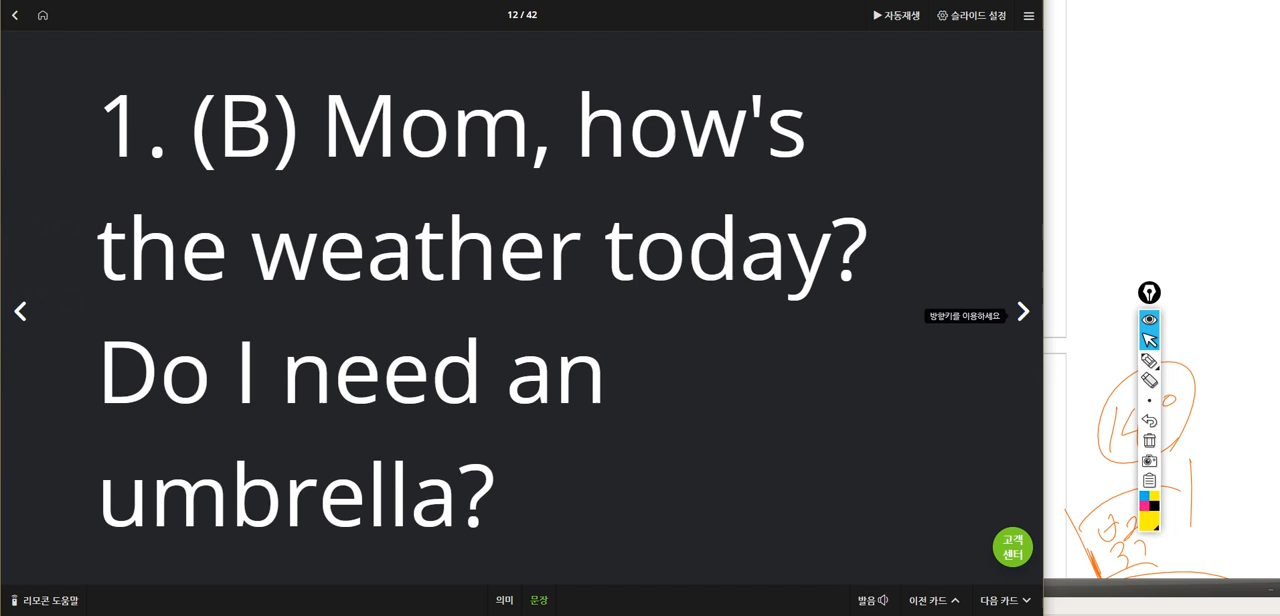 12 / 42
▶ 자동재생
슬라이드 설정
1. (B) Mom, how's
the weather today?
Do I need an
umbrella?
방향키를 이용하세요
고객
센터
리모콘 도움말
의미
문장
발음
이전 카드
다음 카드